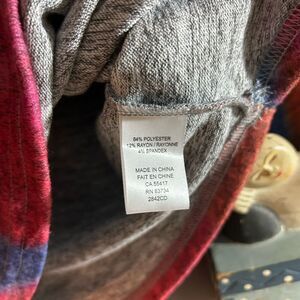 84% POLYESTER
12% RAYON / RAYONNE
4% SPANDEX
MADE IN CHINA
FAIT EN CHINE
CA 55417
RN 83734
2842CD